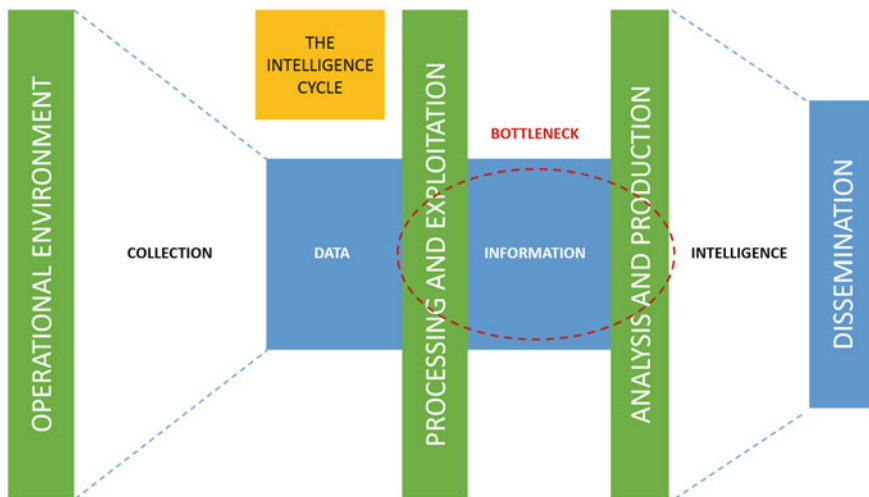 OPERATIONAL ENVIRONMENT
COLLECTION
THE
INTELLIGENCE
CYCLE
DATA
PROCESSING AND EXPLOITATION
BOTTLENECK
INFORMATION
ANALYSIS AND PRODUCTION
INTELLIGENCE
DISSEMINATION